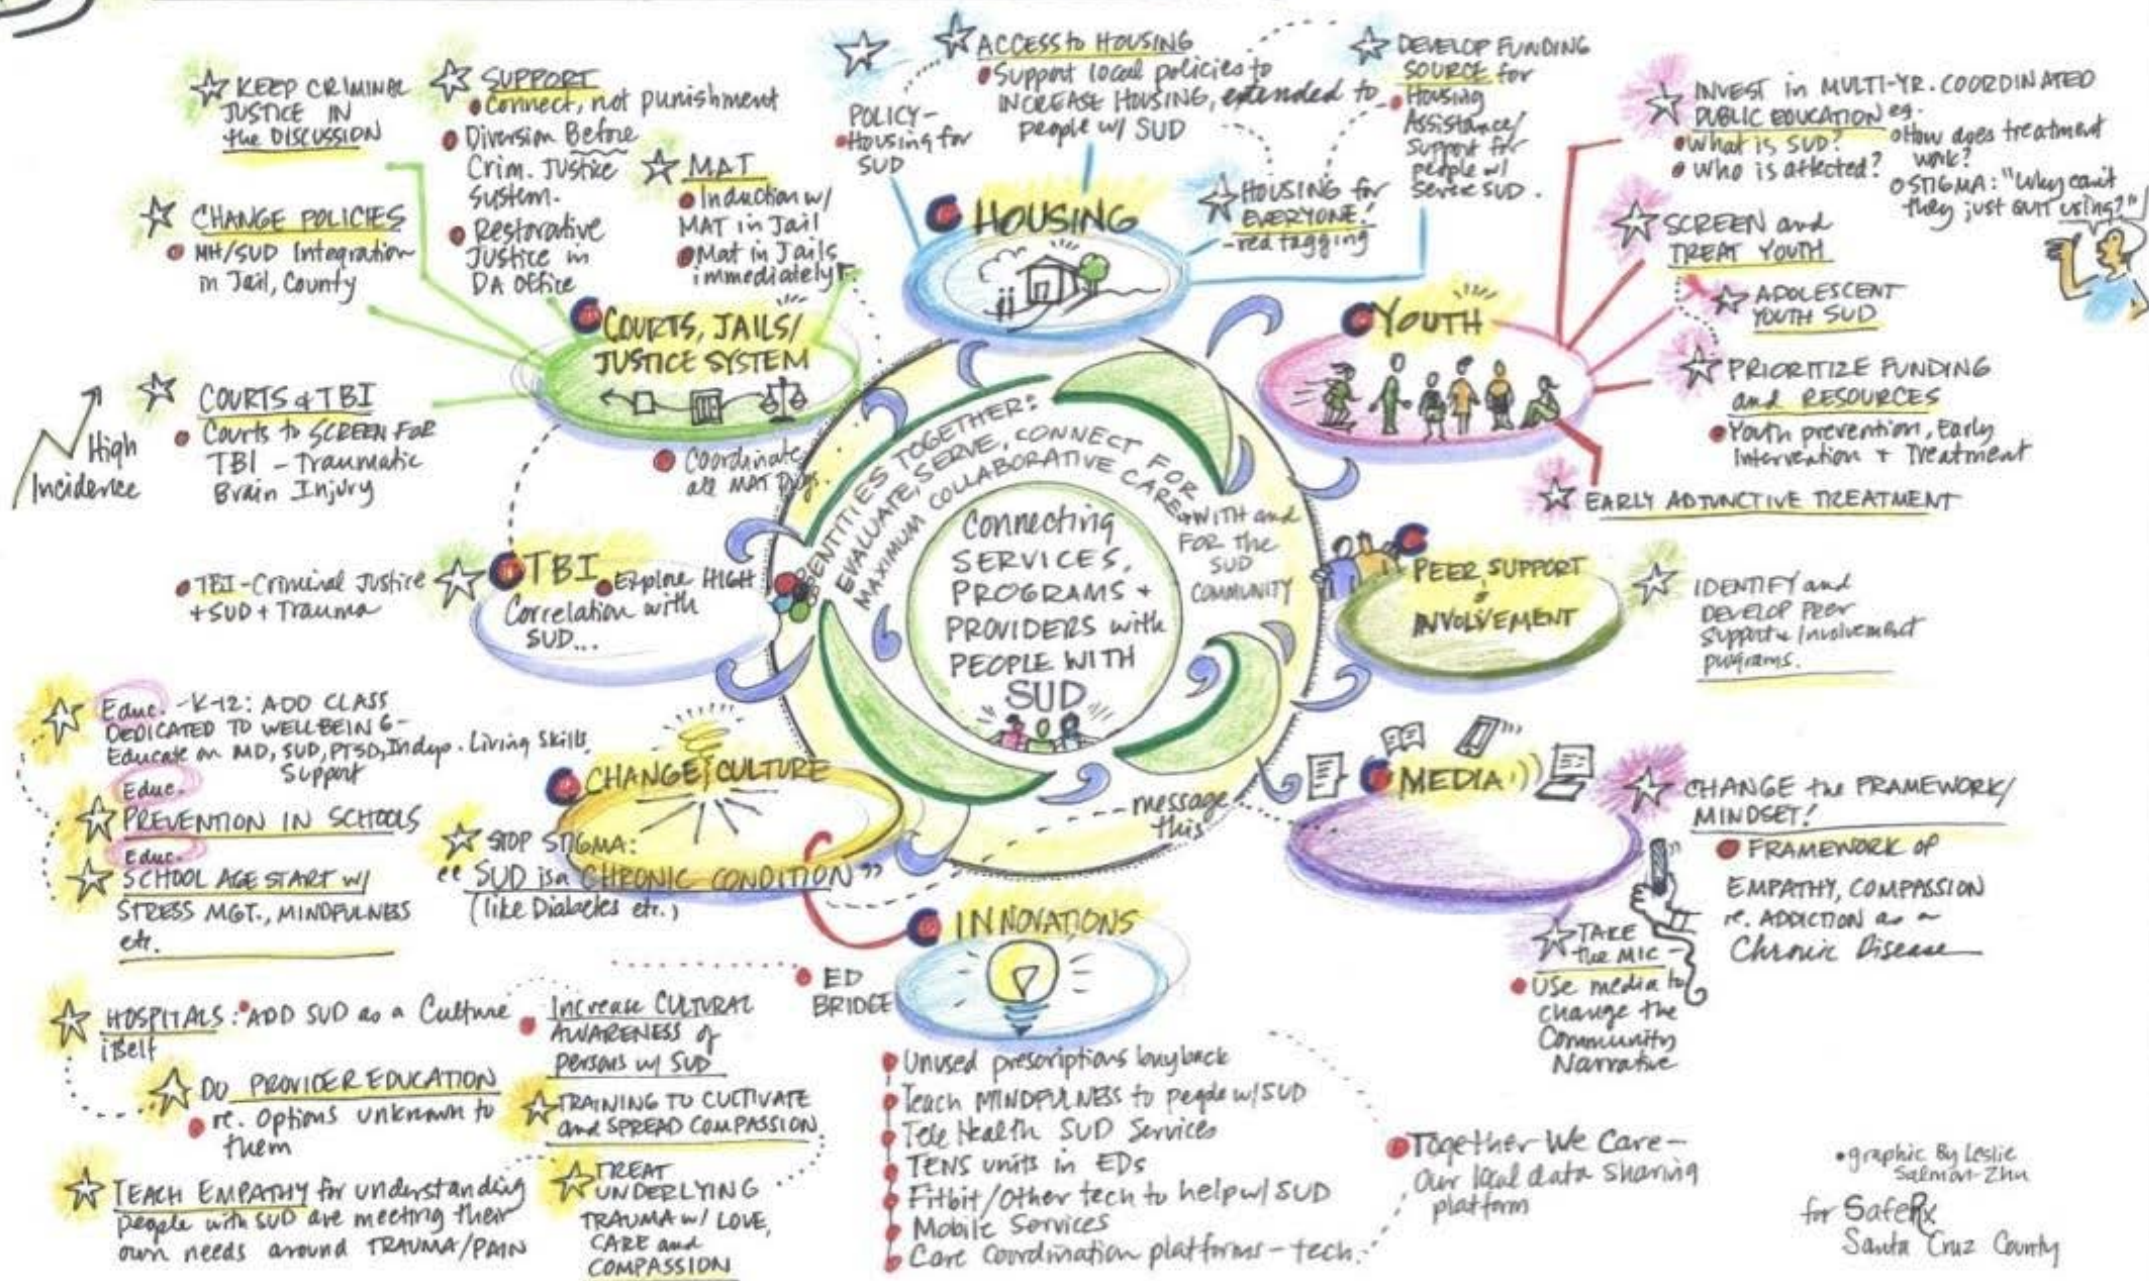 KEEP CRIMINAL
JUSTICE IN
the DISCUSSION
SUPPORT
Connect, not punishment
Diversion Before
Crim. Justice
System.
Restorative
Justice in
DA Office
MAT
Induction w/
MAT in Jail
Mat in Jails
immediately
CHANGE POLICIES
MH/SUD Integration
in Jail, County
COURTS & TBI
Courts to SCREEN FOR
TBI - Traumatic
Brain Injury
High
Incidence
COURTS, JAILS/
JUSTICE SYSTEM
Coordinate
all MAT
POLICY -
Housing for
SUD
ACCESS to HOUSING
Support local policies to
INCREASE HOUSING, extended to
people w/ SUD
DEVELOP FUNDING
SOURCE for
Housing
Assistance/
Support for
people w/
Severe SUD.
HOUSING for
EVERYONE!
- red tagging
HOUSING
INVEST in MULTI-YR. COORDINATED
PUBLIC EDUCATION eg.
What is SUD?
Who is affected?
How does treatment
work?
STIGMA: "Why can't
they just QUIT using?"
SCREEN and
TREAT YOUTH
ADOLESCENT
YOUTH SUD
PRIORITIZE FUNDING
and RESOURCES
Youth prevention, Early
Intervention + Treatment
EARLY ADJUNCTIVE TREATMENT
YOUTH
ENTITIES TOGETHER:
EVALUATE, SERVE, CONNECT FOR
MAXIMUM COLLABORATIVE CARE
WITH and
FOR the
SUD
COMMUNITY
Connecting
SERVICES,
PROGRAMS +
PROVIDERS with
PEOPLE WITH
SUD
TBI
Explore HIGH
Correlation with
SUD...
TBI - Criminal Justice
+ SUD + Trauma
PEER SUPPORT
&
INVOLVEMENT
IDENTIFY and
DEVELOP Peer
Support & Involvement
programs.
Educ. - K-12: ADD CLASS
DEDICATED TO WELLBEING -
Educate on MD, SUD, PTSD, Indep. Living Skills,
Support
Educ.
PREVENTION IN SCHOOLS
Educ.
SCHOOL AGE START w/
STRESS MGT., MINDFULNESS
etc.
CHANGE CULTURE
STOP STIGMA:
"SUD is a CHRONIC CONDITION"
(like Diabetes etc.,
message
this
MEDIA
CHANGE the FRAMEWORK/
MINDSET!
FRAMEWORK of
EMPATHY, COMPASSION
re. ADDICTION as a
Chronic Disease
TAKE
the MIC -
Use media to
change the
Community
Narrative
HOSPITALS: ADD SUD as a Culture
itself
DO PROVIDER EDUCATION
re. Options unknown to
them
TEACH EMPATHY for understanding
people with SUD are meeting their
own needs around TRAUMA/PAIN
Increase CULTURAL
AWARENESS of
persons w/ SUD
TRAINING TO CULTIVATE
and SPREAD COMPASSION
TREAT
UNDERLYING
TRAUMA w/ LOVE,
CARE and
COMPASSION
INNOVATIONS
ED
BRIDGE
Unused prescriptions buyback
Teach MINDFULNESS to people w/ SUD
Tele Health SUD Services
TENS units in EDs
Fitbit/Other tech to help w/ SUD
Mobile Services
Care Coordination platforms - tech.
Together We Care -
Our local data sharing
platform
graphic By Leslie
Salmon-Zhu
for SafeRx
Santa Cruz County